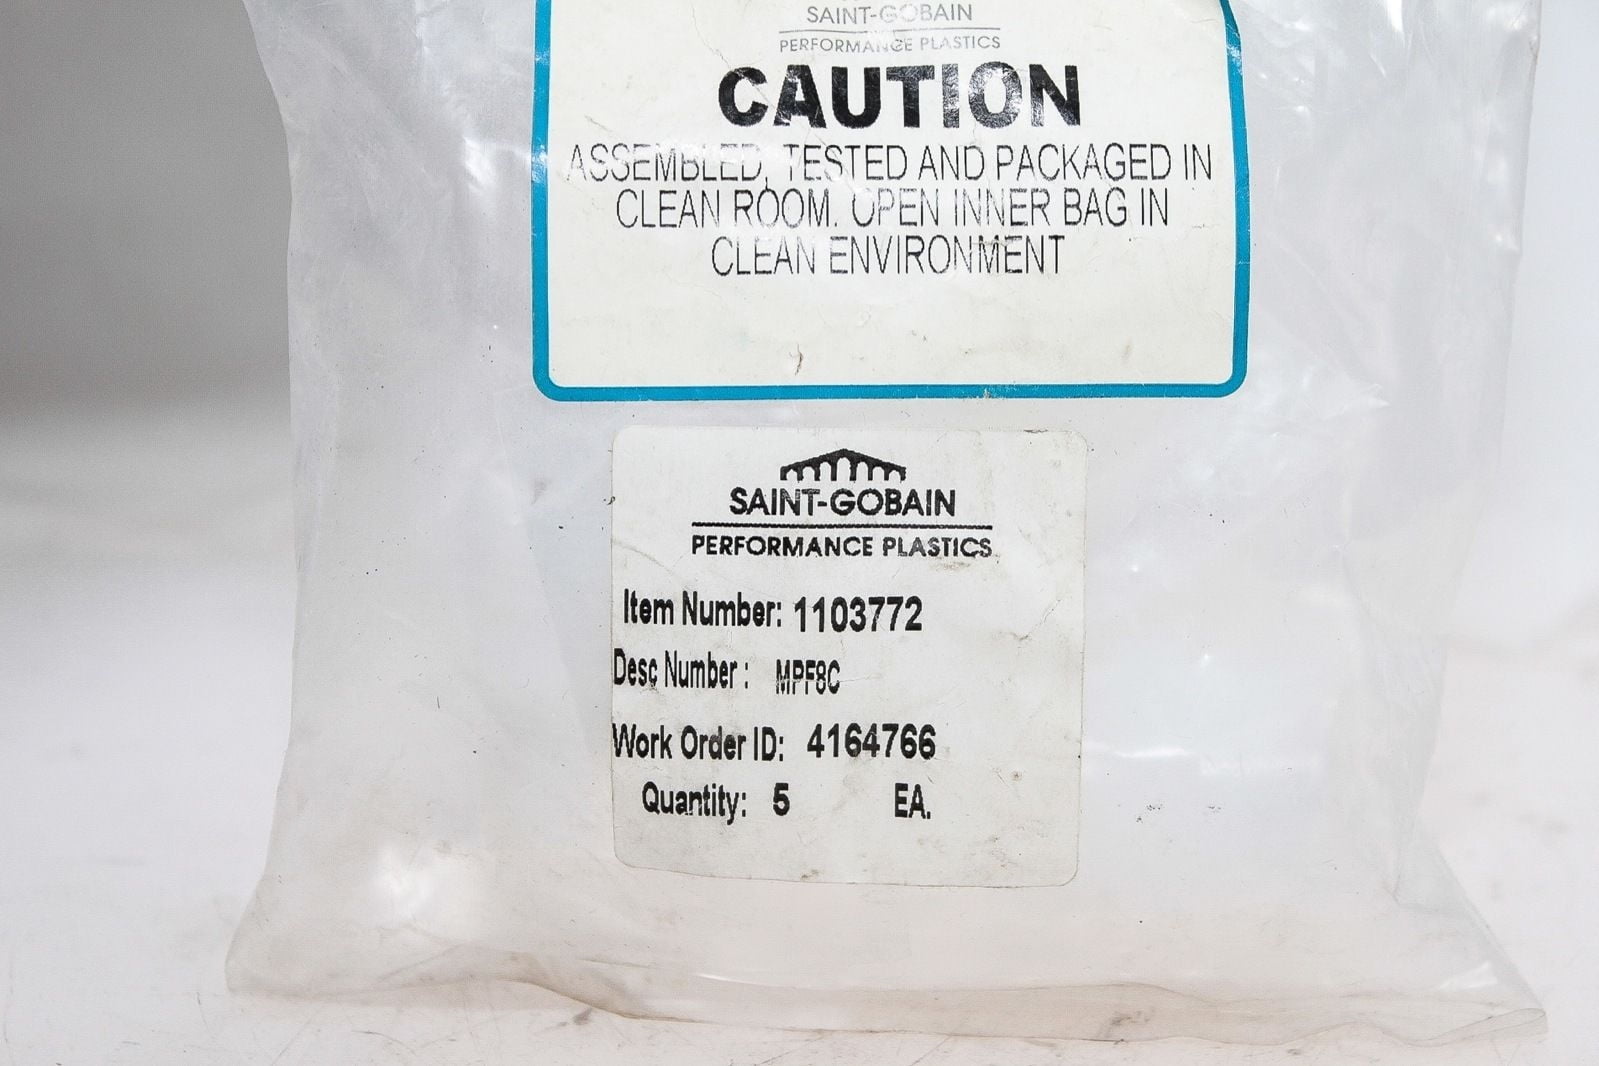 SAINT-GOBAIN
PERFORMANCE PLASTICS
CAUTION
ASSEMBLED, TESTED AND PACKAGED IN
CLEAN ROOM. OPEN INNER BAG IN
CLEAN ENVIRONMENT
SAINT-GOBAIN
PERFORMANCE PLASTICS
Item Number: 1103772
Desc Number : MPF8C
Work Order ID: 4164766
Quantity: 5 EA.